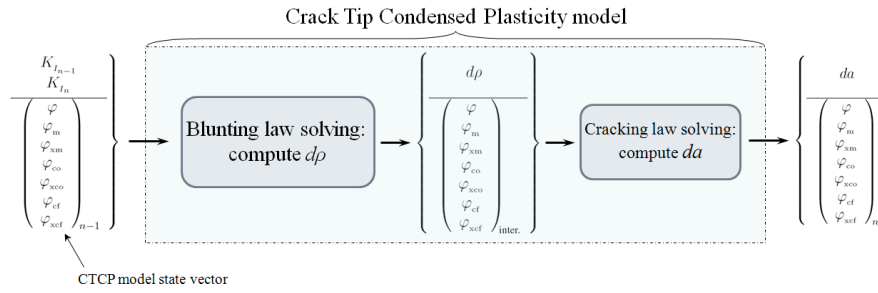 Crack Tip Condensed Plasticity model
K_{I_{n-1}}
K_{I_n}
φ
φ_m
φ_xm
φ_co
φ_xco
φ_cf
φ_xcf
n−1
CTCP model state vector
Blunting law solving:
compute dρ
dρ
φ
φ_m
φ_xm
φ_co
φ_xco
φ_cf
φ_xcf
inter.
Cracking law solving:
compute da
da
φ
φ_m
φ_xm
φ_co
φ_xco
φ_cf
φ_xcf
n